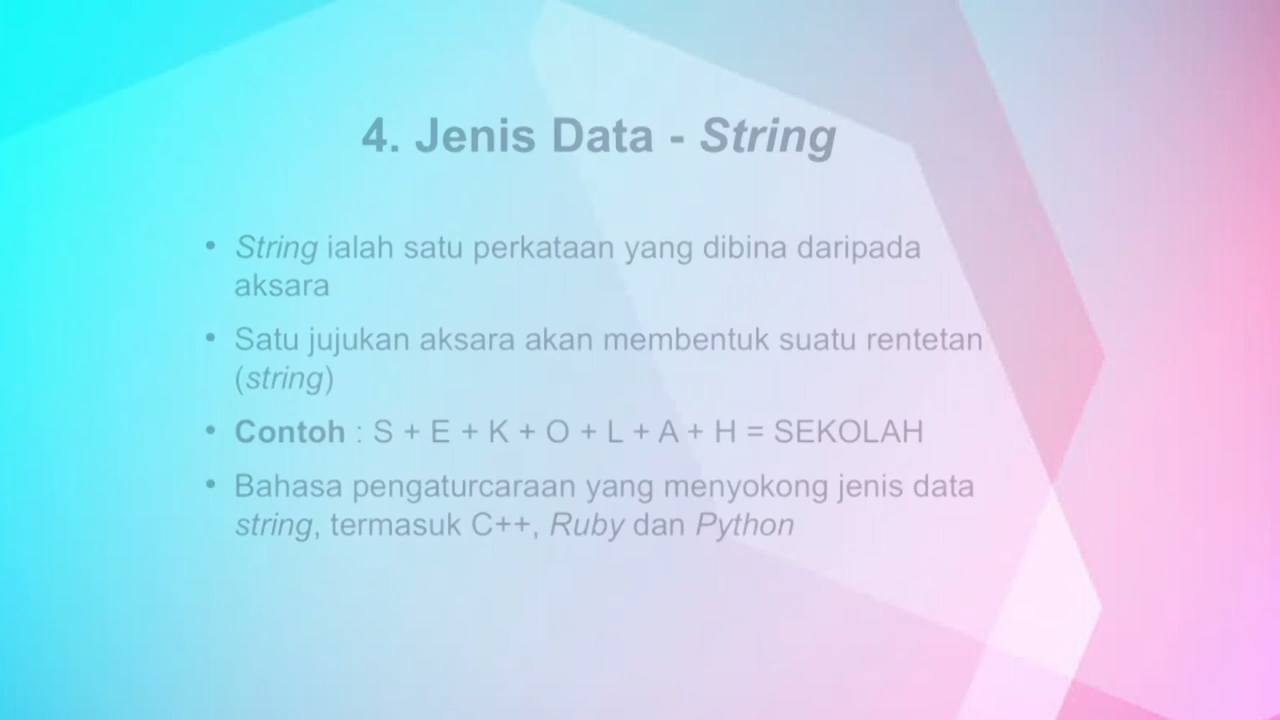 4. Jenis Data - String
• String ialah satu perkataan yang dibina daripada
aksara
• Satu jujukan aksara akan membentuk suatu rentetan
(string)
• Contoh : S + E + K + O + L + A + H = SEKOLAH
• Bahasa pengaturcaraan yang menyokong jenis data
string, termasuk C++, Ruby dan Python